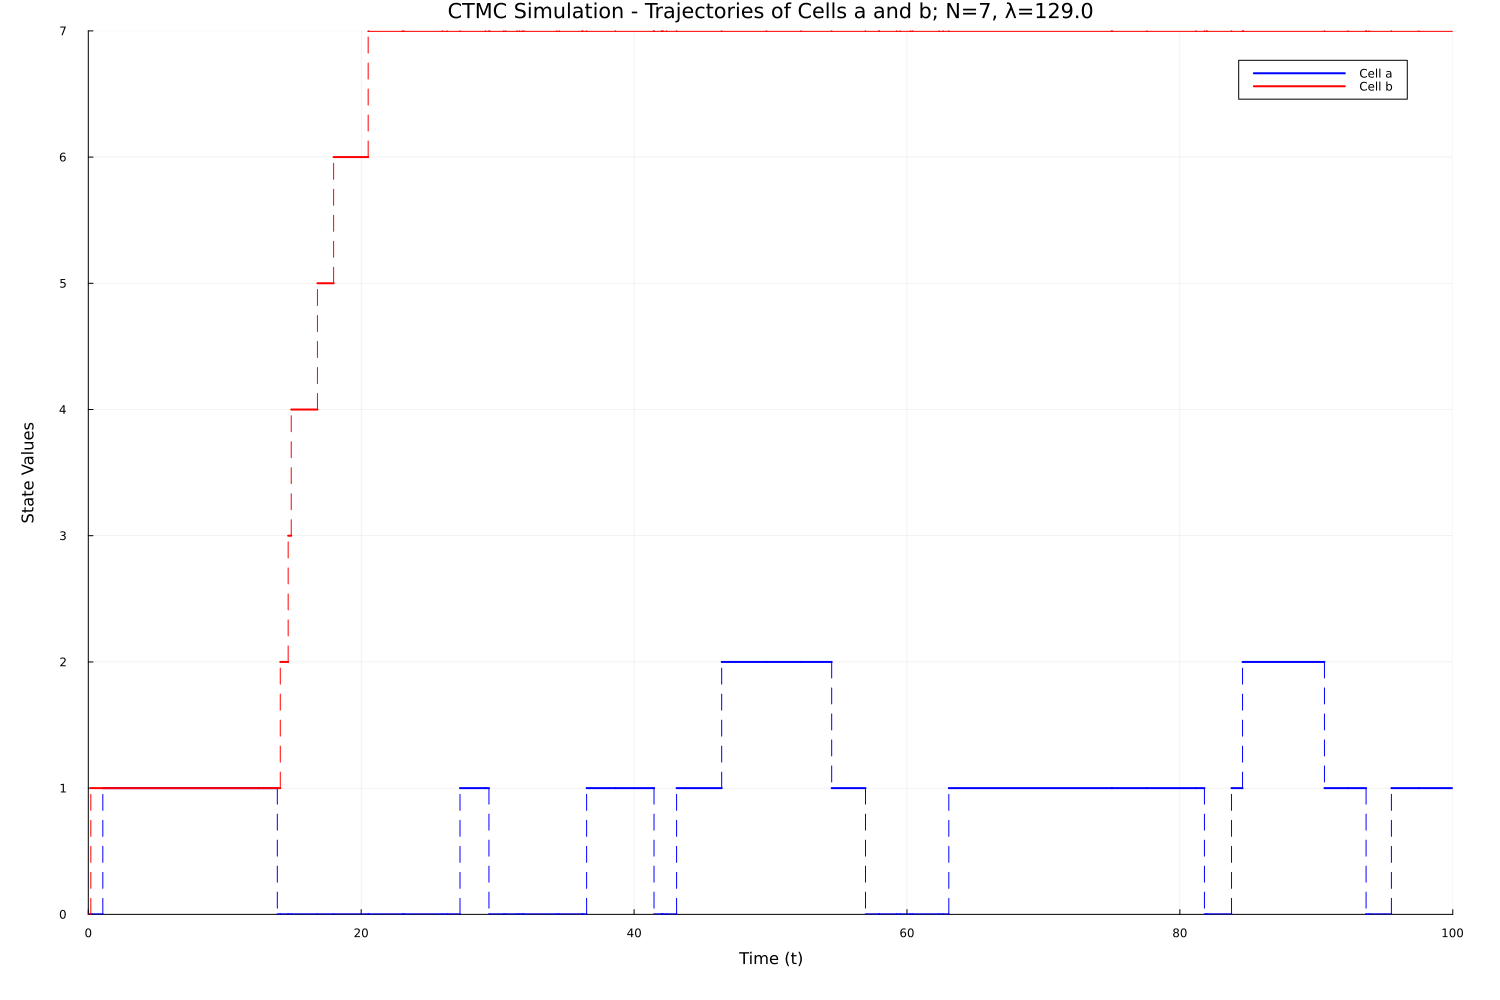 CTMC Simulation - Trajectories of Cells a and b; N=7, λ=129.0
7
6
5
4
3
2
1
0
State Values
Cell a
Cell b
0 20 40 60 80 100
Time (t)